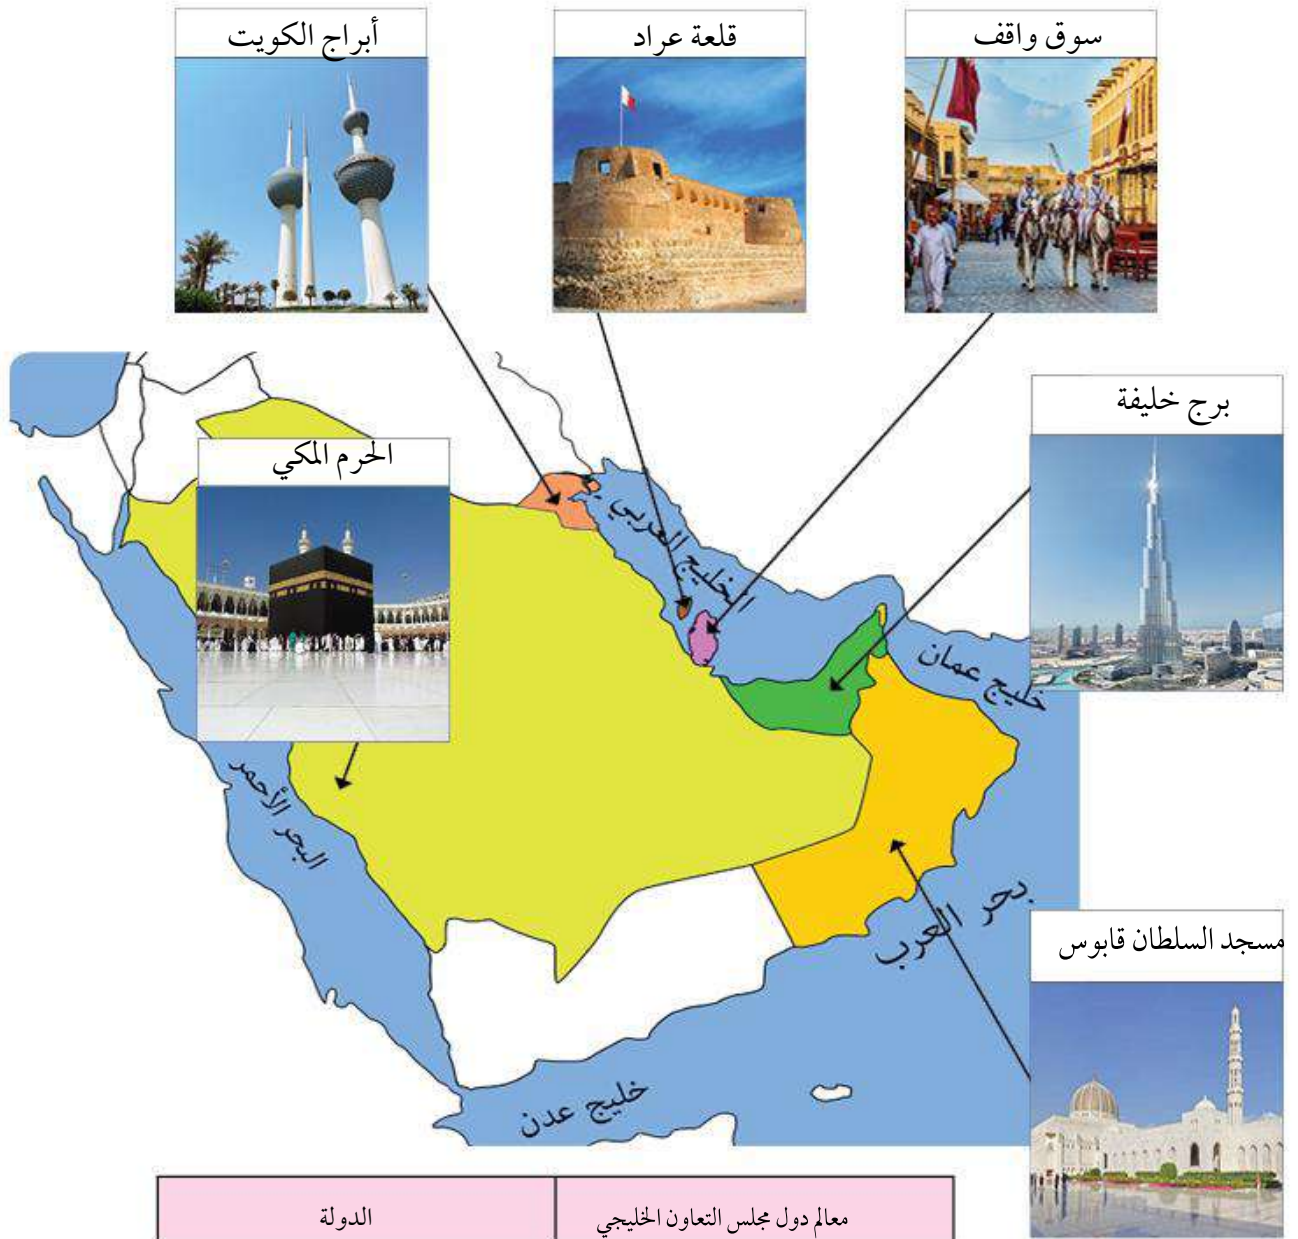 سوق واقف
قلعة عراد
أبراج الكويت
برج خليفة
الحرم المكي
الخليج العربي
خليج عمان
البحر الأحمر
بحر العرب
مسجد السلطان قابوس
خليج عدن
معالم دول مجلس التعاون الخليجي
الدولة